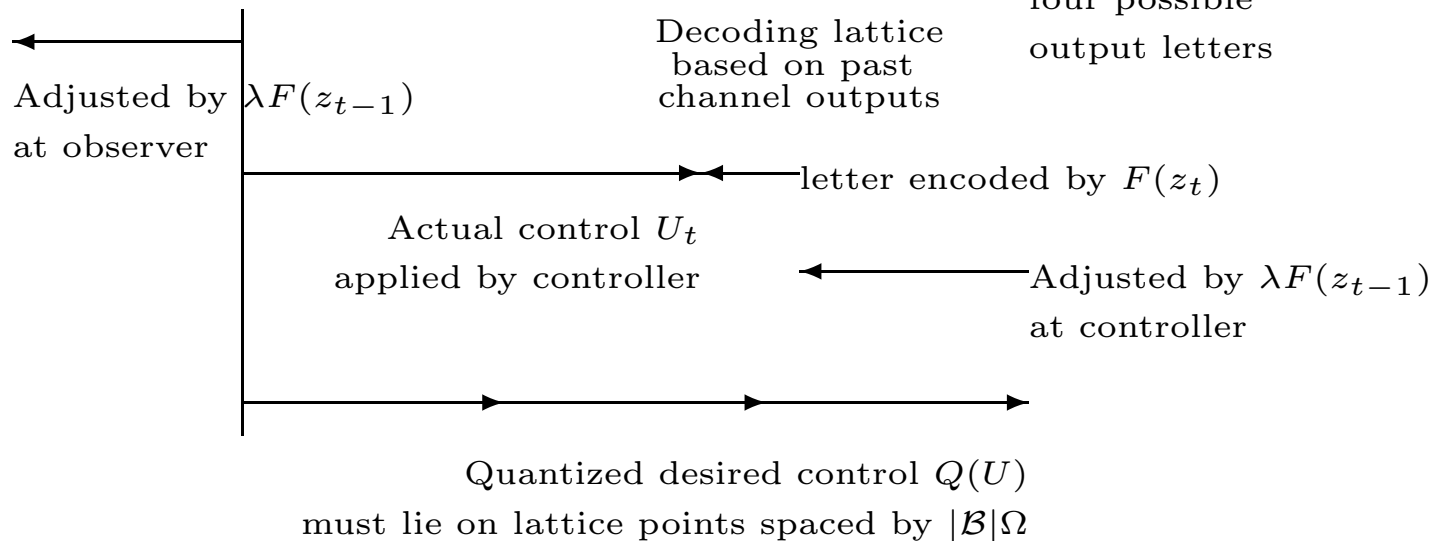 four possible
output letters
Decoding lattice
based on past
channel outputs
Adjusted by λF(z_{t−1})
at observer
letter encoded by F(z_t)
Actual control U_t
applied by controller
Adjusted by λF(z_{t−1})
at controller
Quantized desired control Q(U)
must lie on lattice points spaced by |ℬ|Ω